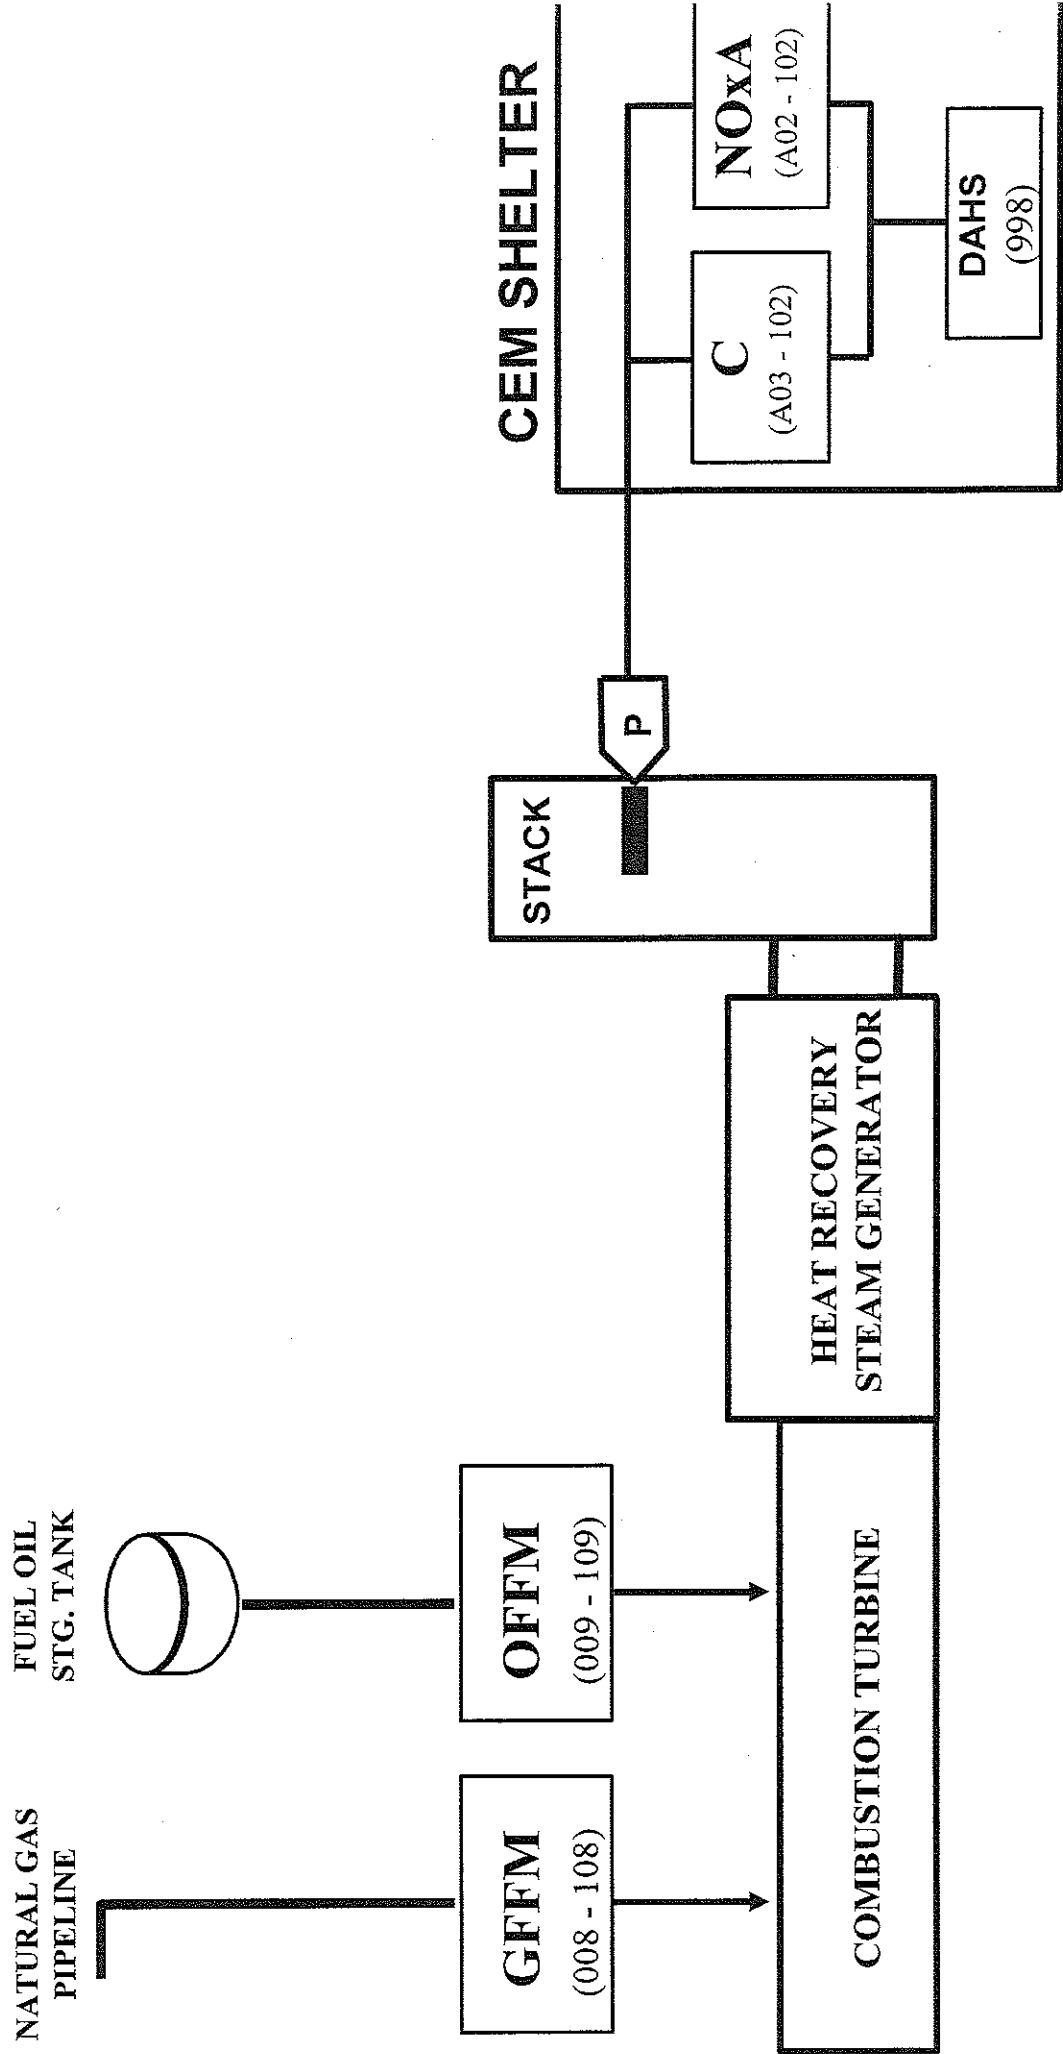 NATURAL GAS
PIPELINE
FUEL OIL
STG. TANK
GFFM
(008 - 108)
OFFM
(009 - 109)
COMBUSTION TURBINE
HEAT RECOVERY
STEAM GENERATOR
STACK
P
CEM SHELTER
C
(A03 - 102)
NOxA
(A02 - 102)
DAHS
(998)